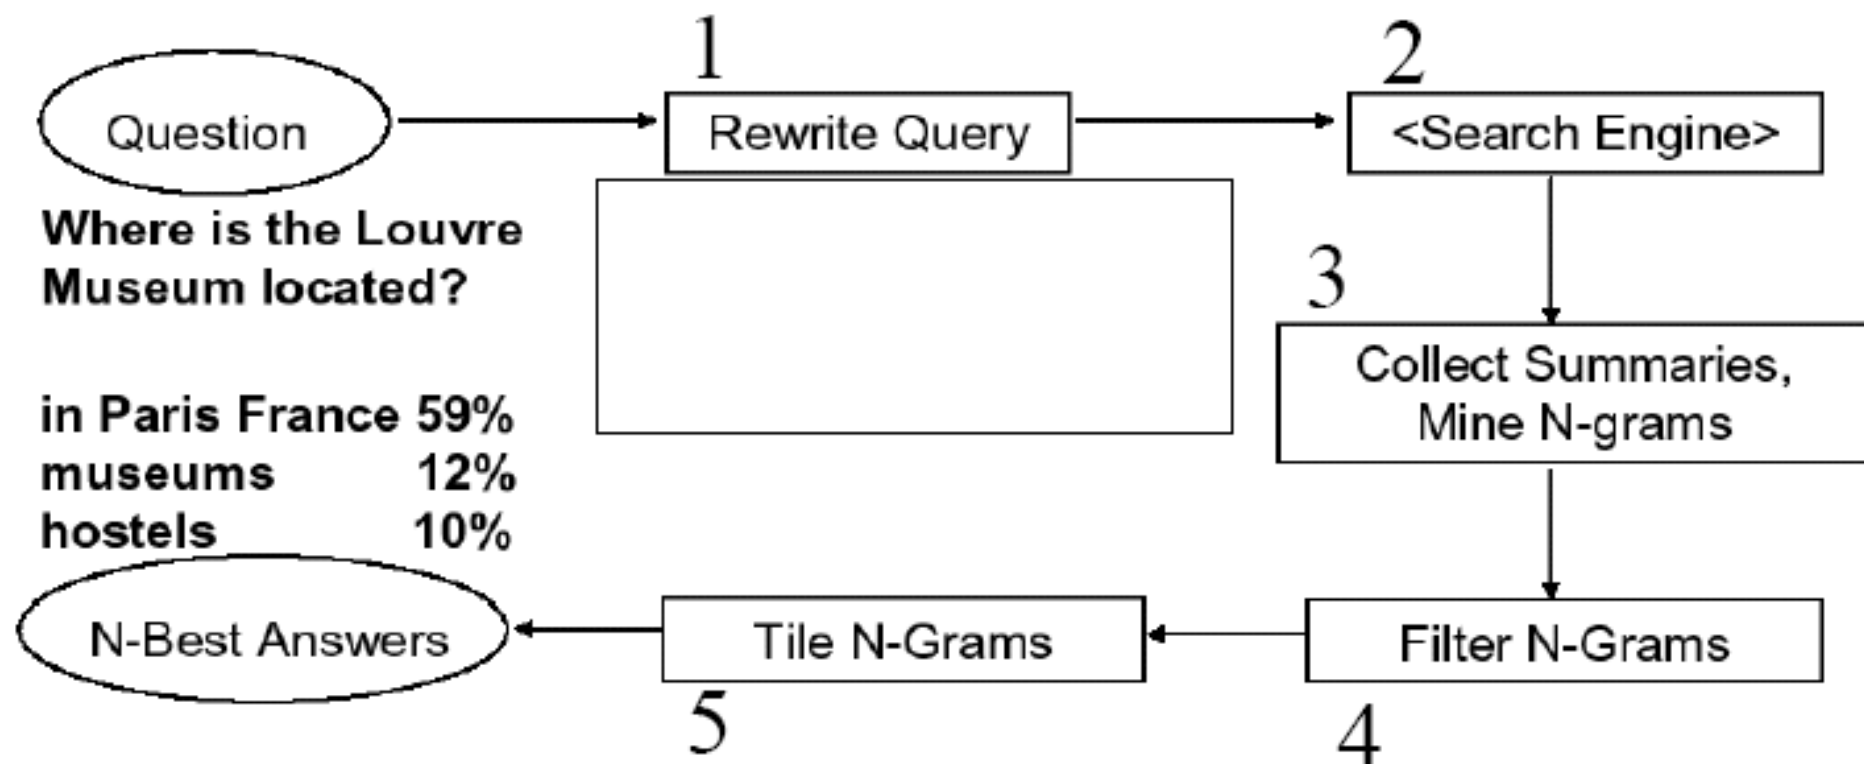 1
2
Question
Rewrite Query
<Search Engine>
Where is the Louvre
Museum located?
3
Collect Summaries,
Mine N-grams
in Paris France 59%
museums 12%
hostels 10%
N-Best Answers
Tile N-Grams
Filter N-Grams
5
4